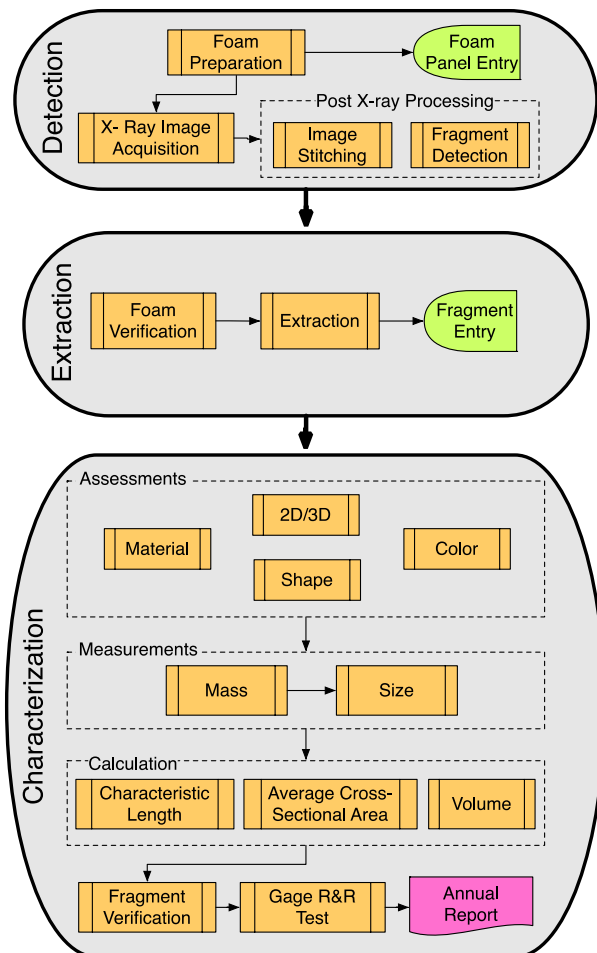 Detection
Foam
Preparation
Foam
Panel Entry
X- Ray Image
Acquisition
Post X-ray Processing
Image
Stitching
Fragment
Detection
Extraction
Foam
Verification
Extraction
Fragment
Entry
Characterization
Assessments
2D/3D
Material
Color
Shape
Measurements
Mass
Size
Calculation
Characteristic
Length
Average Cross-
Sectional Area
Volume
Fragment
Verification
Gage R&R
Test
Annual
Report